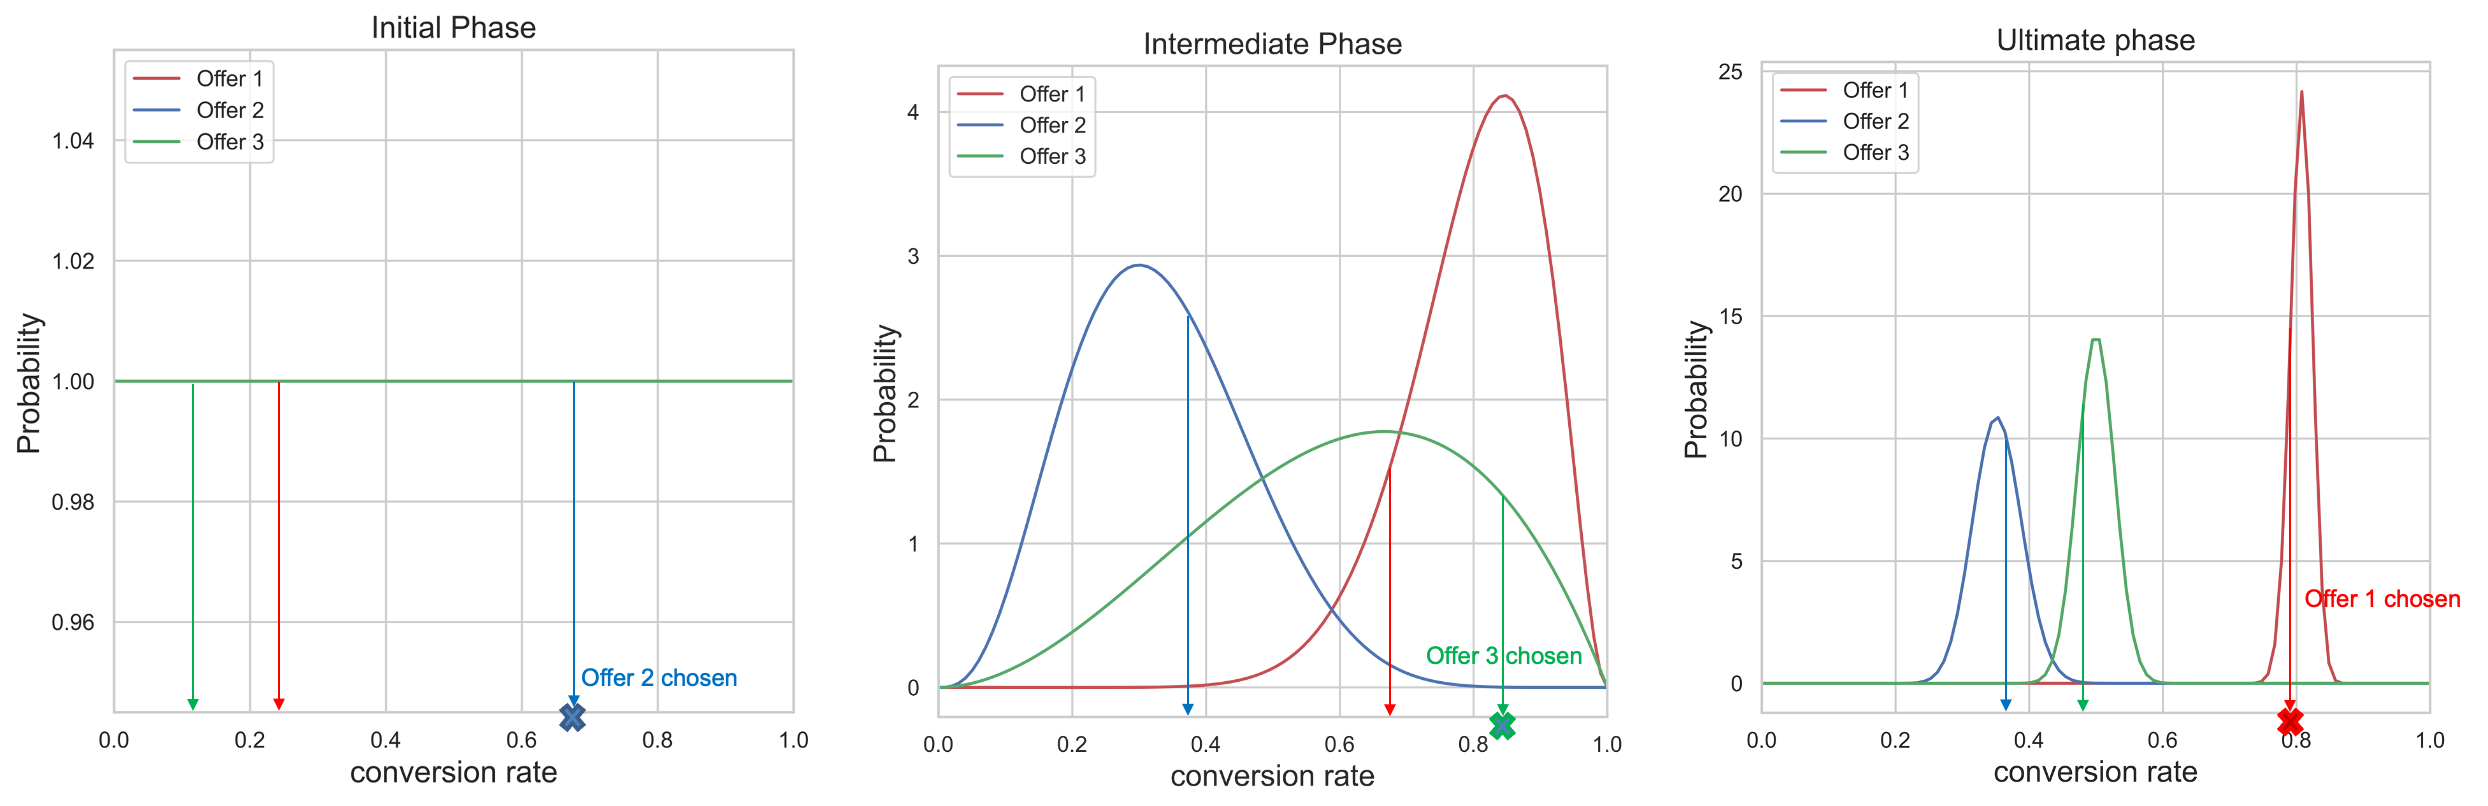 Initial Phase
Offer 1
Offer 2
Offer 3
1.04
1.02
1.00
0.98
0.96
Probability
Offer 2 chosen
0.0 0.2 0.4 0.6 0.8 1.0
conversion rate
Intermediate Phase
Offer 1
Offer 2
Offer 3
4
3
2
1
0
Probability
Offer 3 chosen
0.0 0.2 0.4 0.6 0.8 1.0
conversion rate
Ultimate phase
Offer 1
Offer 2
Offer 3
25
20
15
10
5
0
Probability
Offer 1 chosen
0.0 0.2 0.4 0.6 0.8 1.0
conversion rate